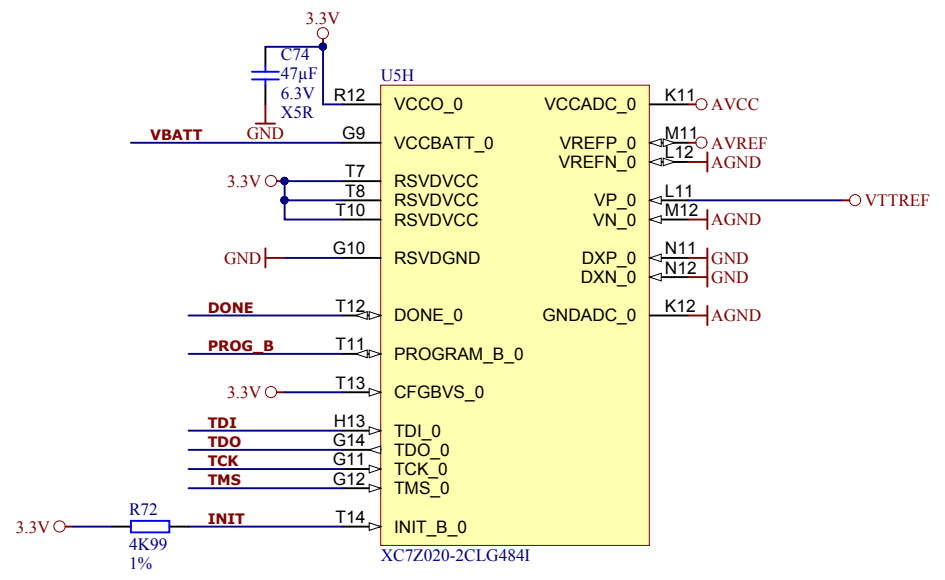 3.3V
C74
47µF
6.3V
X5R
GND
U5H
R12 VCCO_0 VCCADC_0 K11 AVCC
VBATT G9 VCCBATT_0 VREFP_0 M11 AVREF
VREFN_0 L12 AGND
3.3V T7 RSVDVCC
T8 RSVDVCC VP_0 L11 VTTREF
T10 RSVDVCC VN_0 M12 AGND
GND G10 RSVDGND DXP_0 N11 GND
DXN_0 N12 GND
DONE T12 DONE_0 GNDADC_0 K12 AGND
PROG_B T11 PROGRAM_B_0
3.3V T13 CFGBVS_0
TDI H13 TDI_0
TDO G14 TDO_0
TCK G11 TCK_0
TMS G12 TMS_0
R72
3.3V INIT T14 INIT_B_0
4K99
1%
XC7Z020-2CLG484I